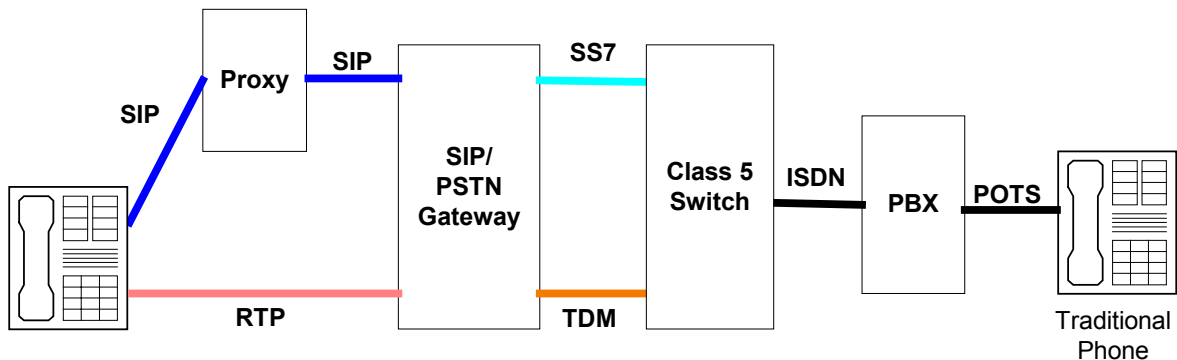 SIP
Proxy
SIP
SIP/
PSTN
Gateway
SS7
RTP
TDM
Class 5
Switch
ISDN
PBX
POTS
Traditional
Phone